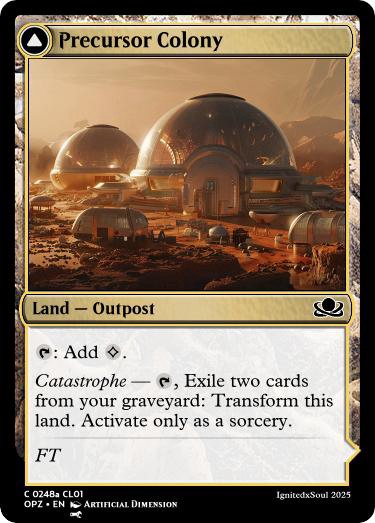 Precursor Colony
Land — Outpost
: Add .
Catastrophe — , Exile two cards
from your graveyard: Transform this
land. Activate only as a sorcery.
FT
C 0248a CL01
OPZ • EN Artificial Dimension
IgnitedxSoul 2025